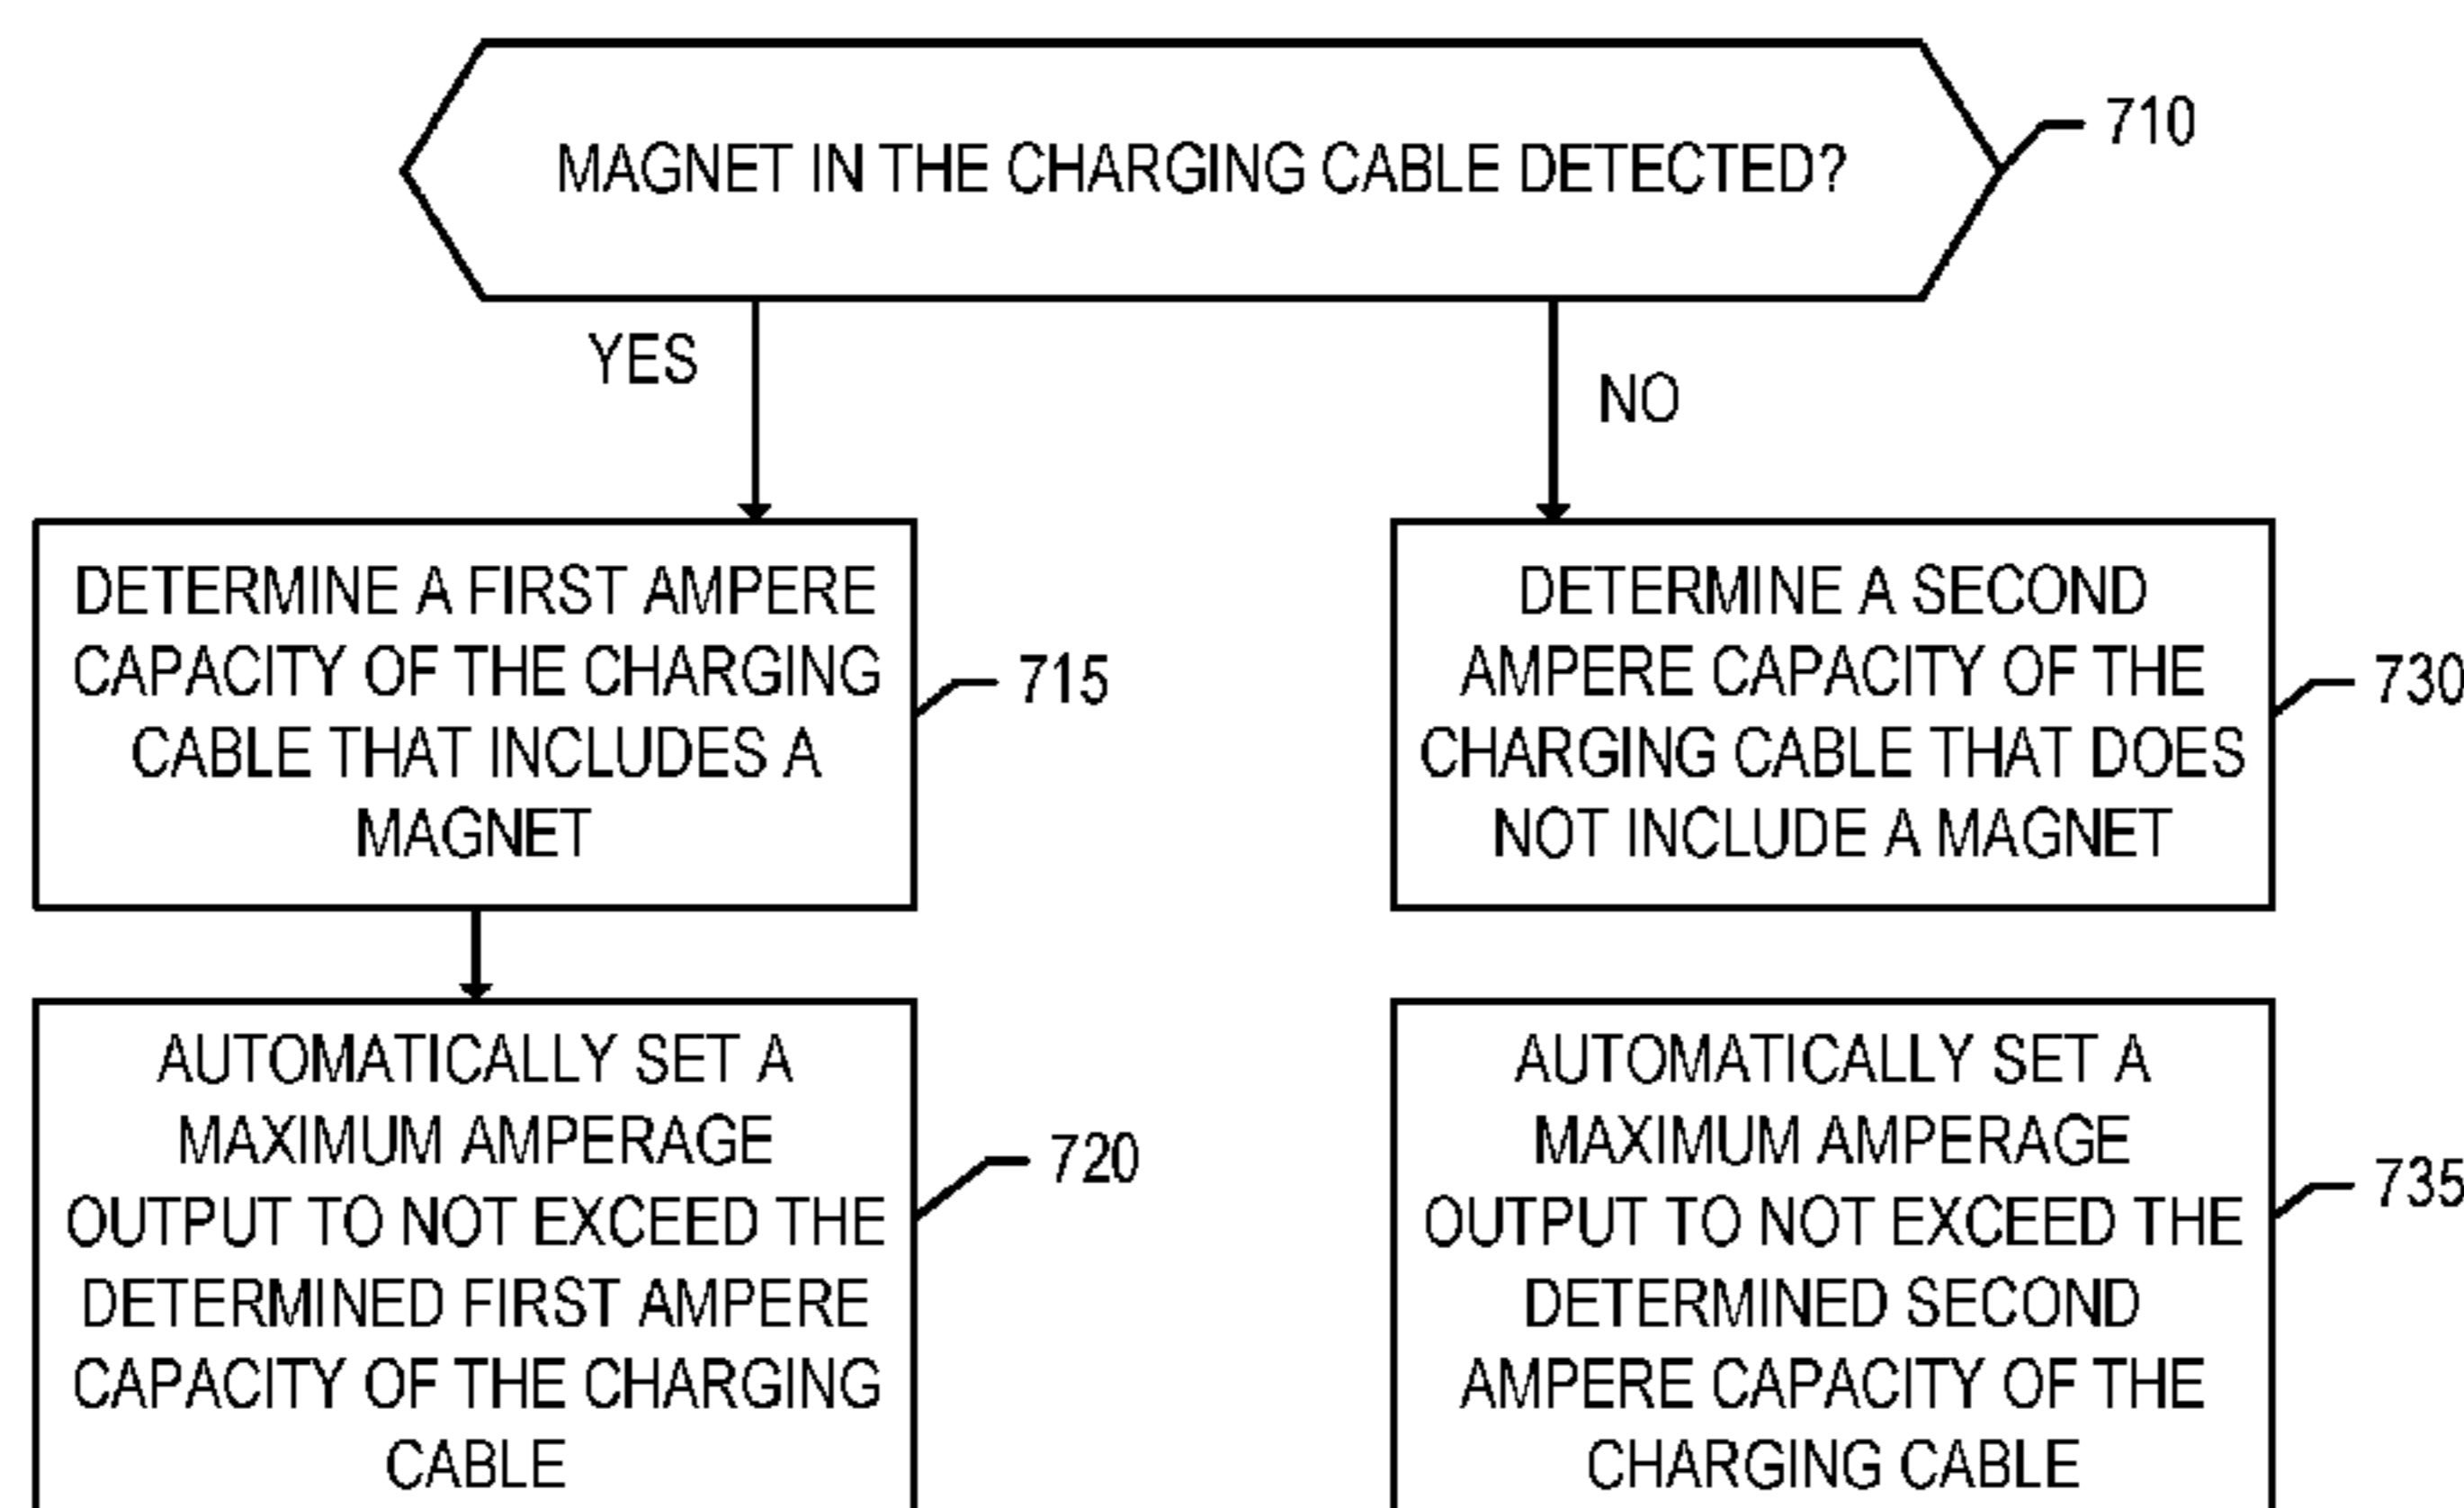 MAGNET IN THE CHARGING CABLE DETECTED?
710
YES
NO
DETERMINE A FIRST AMPERE
CAPACITY OF THE CHARGING
CABLE THAT INCLUDES A
MAGNET
715
DETERMINE A SECOND
AMPERE CAPACITY OF THE
CHARGING CABLE THAT DOES
NOT INCLUDE A MAGNET
730
AUTOMATICALLY SET A
MAXIMUM AMPERAGE
OUTPUT TO NOT EXCEED THE
DETERMINED FIRST AMPERE
CAPACITY OF THE CHARGING
CABLE
720
AUTOMATICALLY SET A
MAXIMUM AMPERAGE
OUTPUT TO NOT EXCEED THE
DETERMINED SECOND
AMPERE CAPACITY OF THE
CHARGING CABLE
735